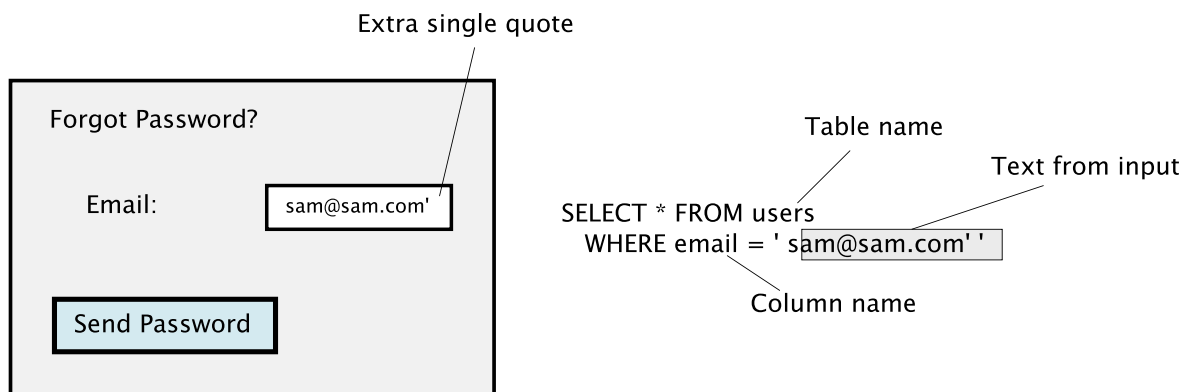 Extra single quote
Forgot Password?
Email:
sam@sam.com'
Send Password
Table name
Text from input
SELECT * FROM users
WHERE email = ' sam@sam.com' '
Column name